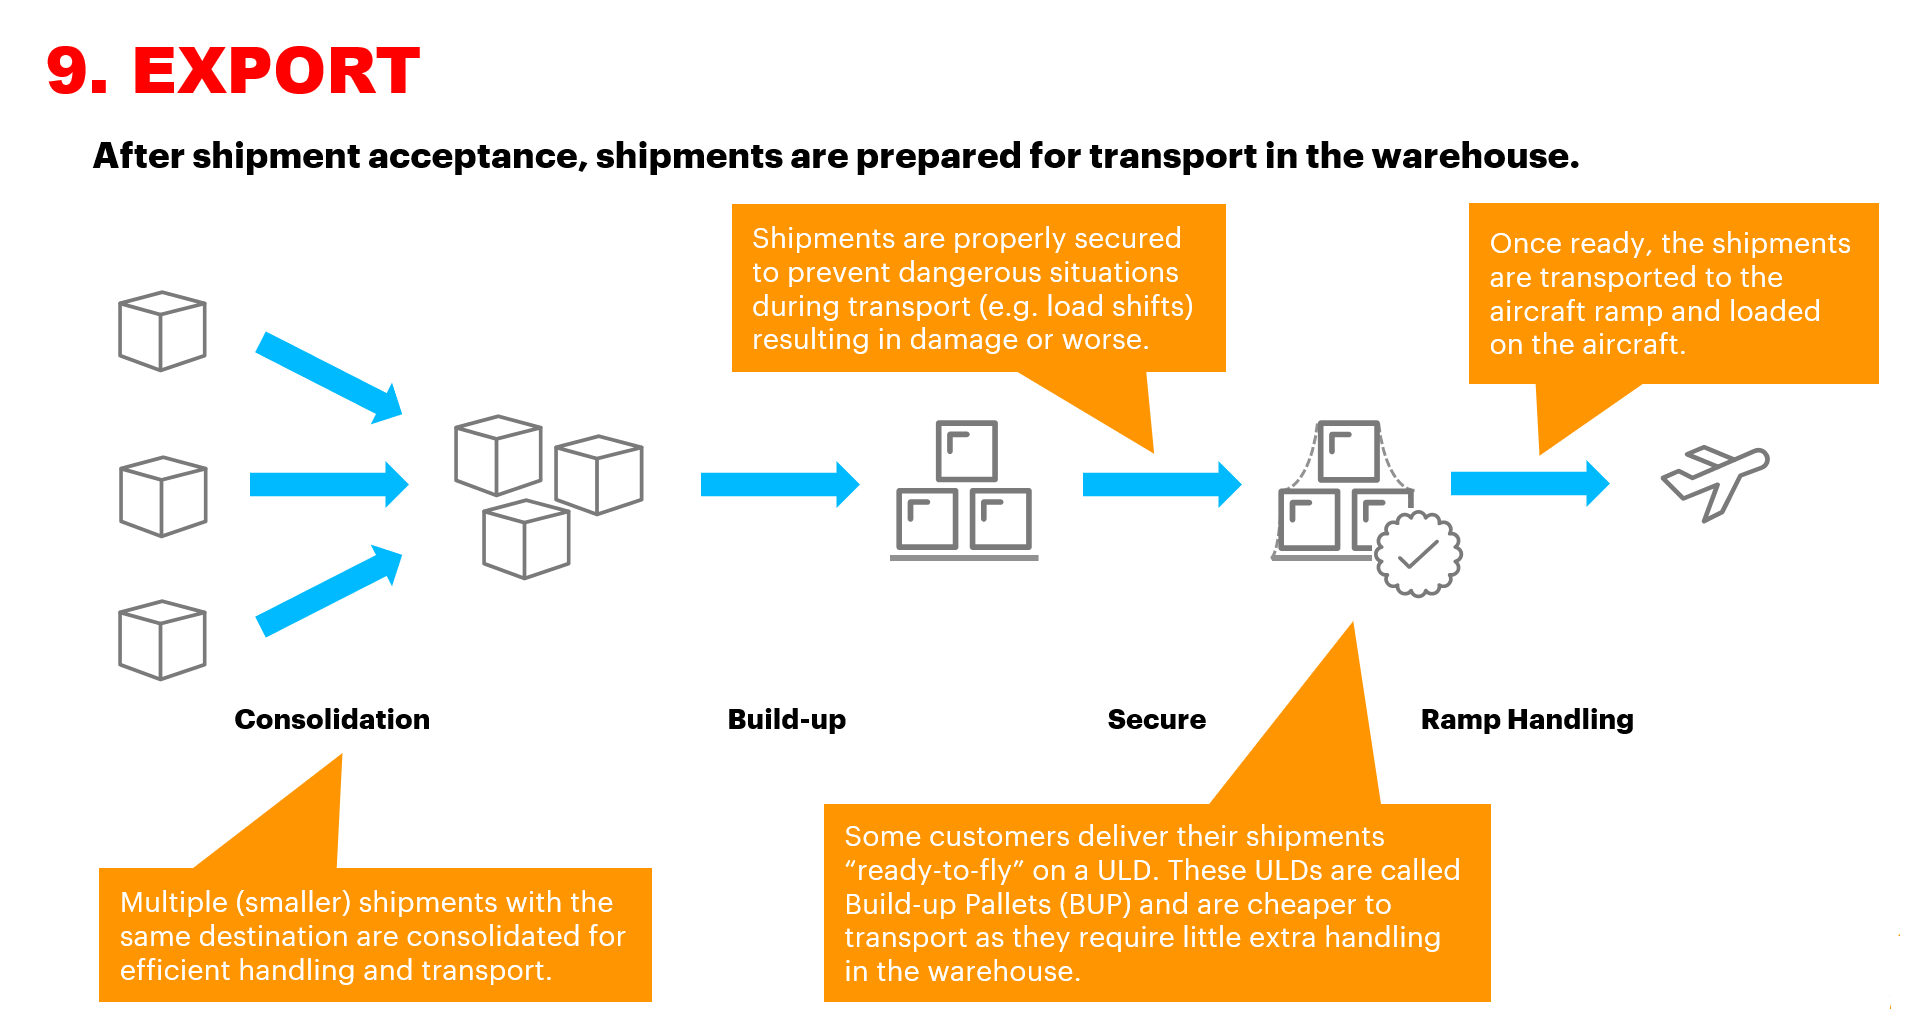 9. EXPORT
After shipment acceptance, shipments are prepared for transport in the warehouse.
Shipments are properly secured
to prevent dangerous situations
during transport (e.g. load shifts)
resulting in damage or worse.
Once ready, the shipments
are transported to the
aircraft ramp and loaded
on the aircraft.
Consolidation
Build-up
Secure
Ramp Handling
Multiple (smaller) shipments with the
same destination are consolidated for
efficient handling and transport.
Some customers deliver their shipments
“ready-to-fly” on a ULD. These ULDs are called
Build-up Pallets (BUP) and are cheaper to
transport as they require little extra handling
in the warehouse.